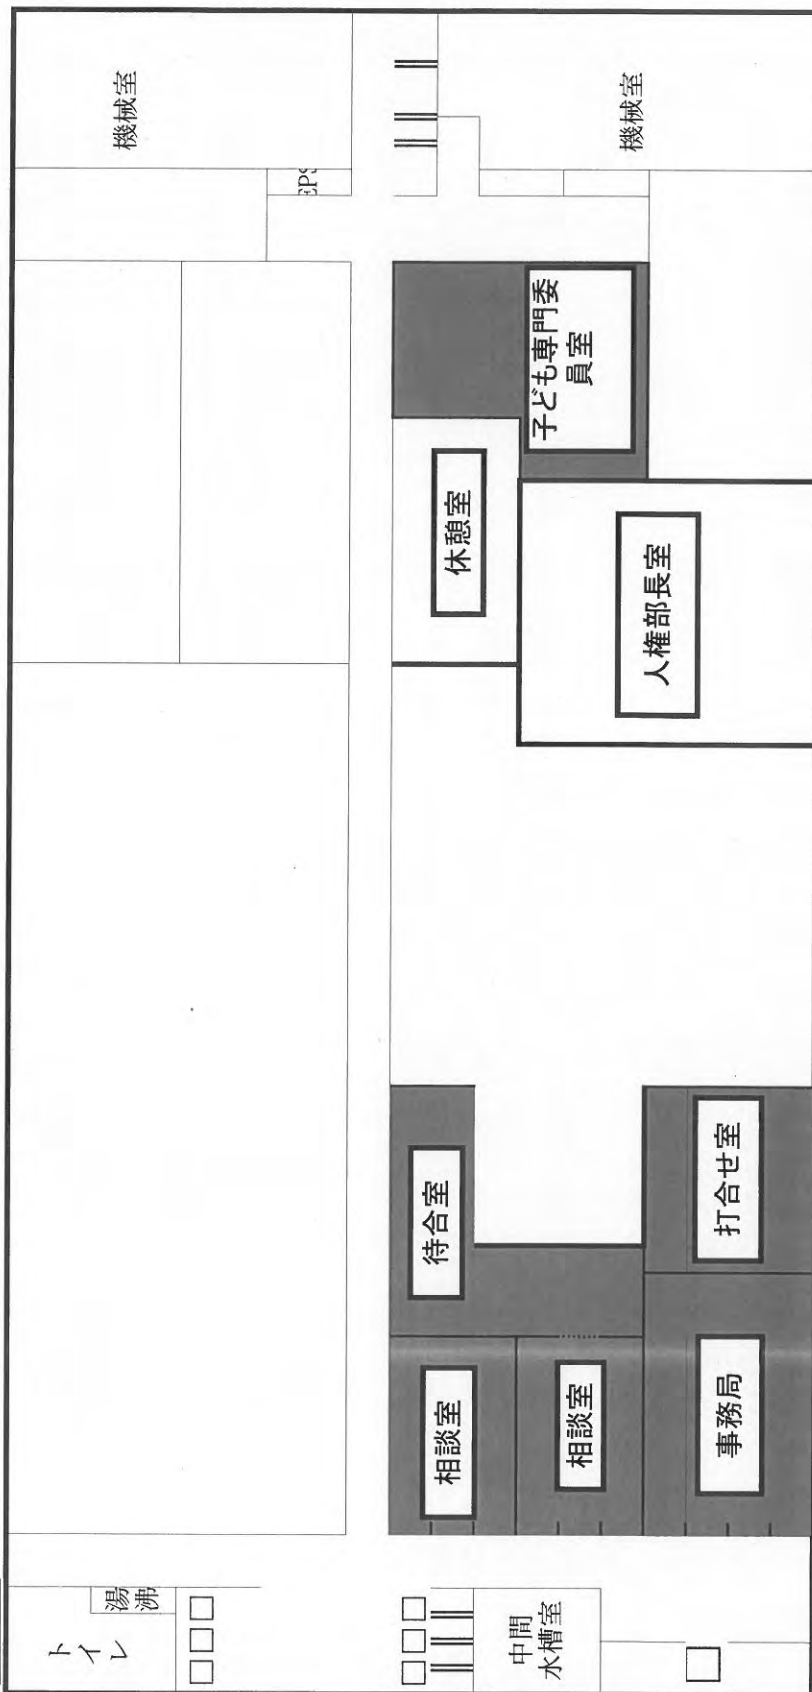 トイレ
湯沸
機械室
EPS
相談室
待合室
休憩室
中間
水槽室
相談室
子ども専門委
員室
機械室
人権部長室
事務局
打合せ室